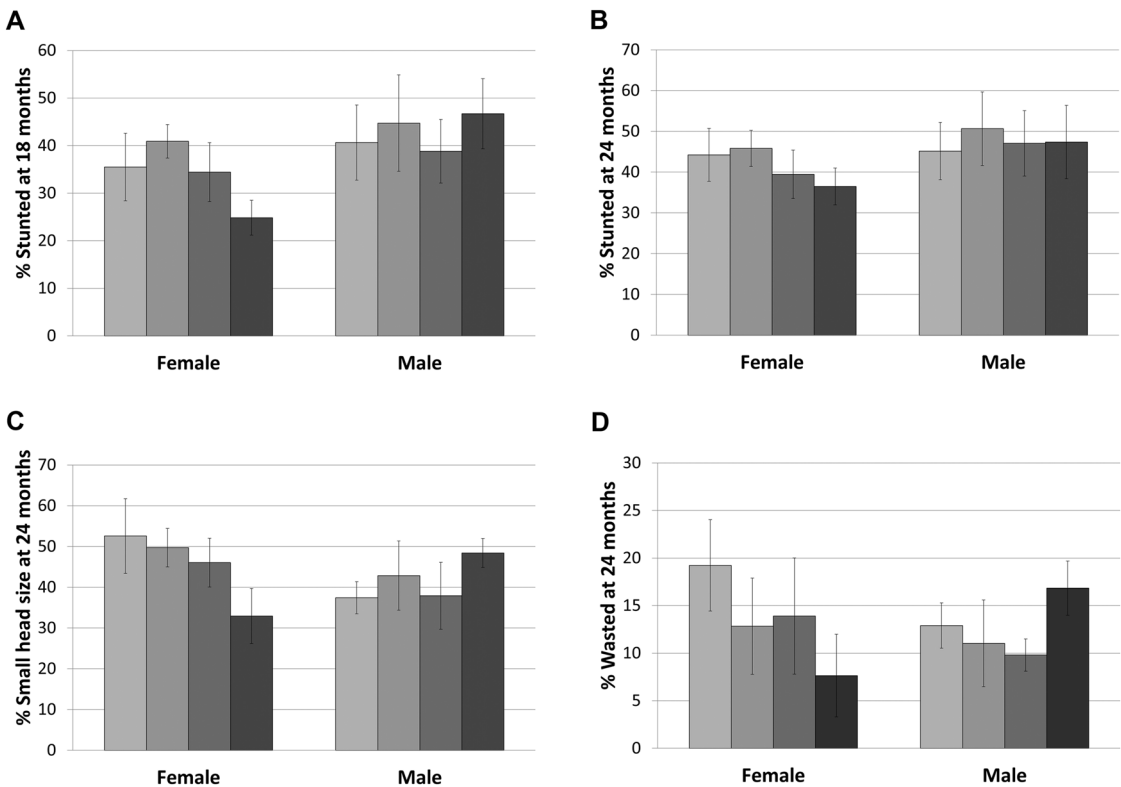 A
% Stunted at 18 months
60
50
40
30
20
10
0
Female Male
B
% Stunted at 24 months
70
60
50
40
30
20
10
0
Female Male
C
% Small head size at 24 months
70
60
50
40
30
20
10
0
Female Male
D
% Wasted at 24 months
30
25
20
15
10
5
0
Female Male